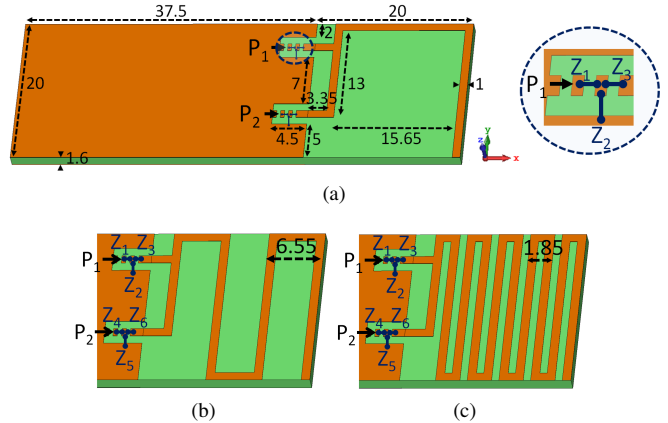 37.5 20
2
P1
Z1 Z3
P1
Z2
20 7 3.35 13 1
P2
4.5 5 15.65
1.6
y
z x
(a)
Z1 Z3
P1
Z2
6.55
Z4 Z6
P2
Z5
Z1 Z3
P1
Z2
1.85
Z4 Z6
P2
Z5
(b) (c)